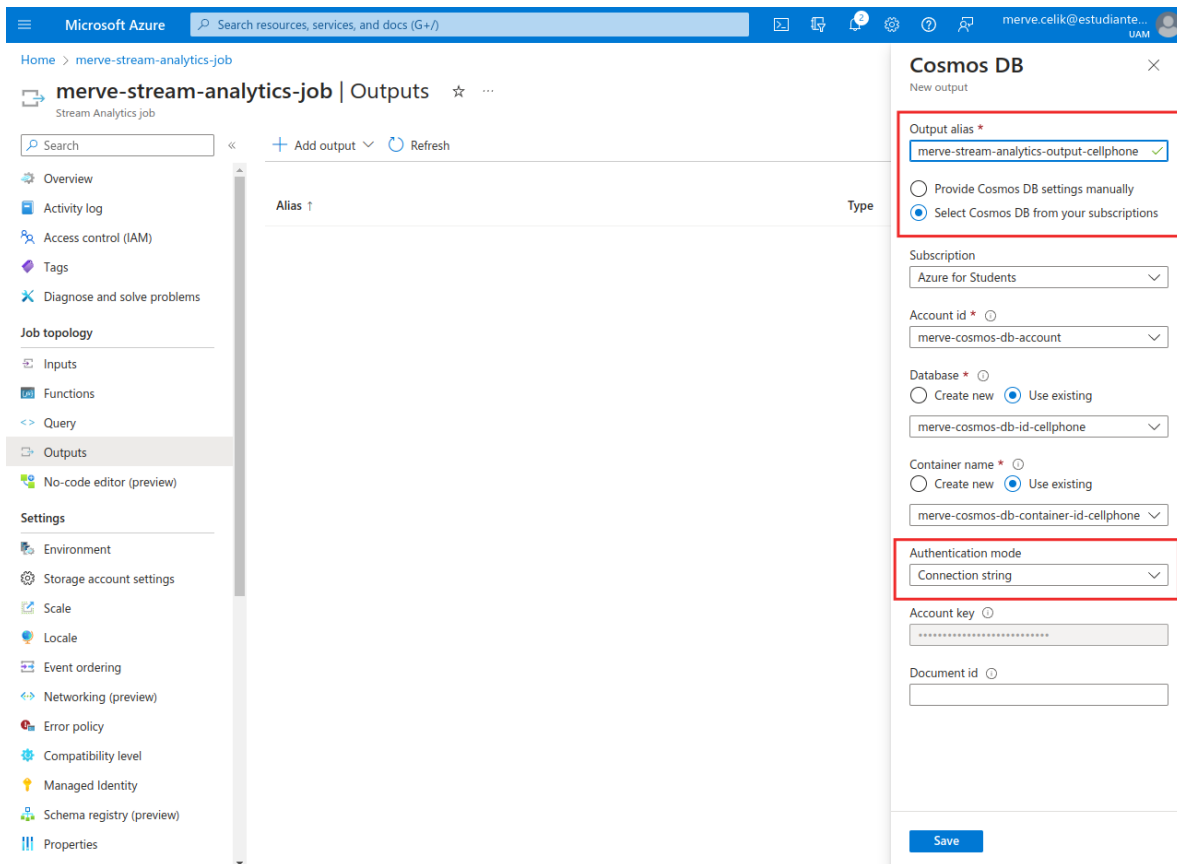 Microsoft Azure
Search resources, services, and docs (G+/)
2
merve.celik@estudiante...
UAM
Home > merve-stream-analytics-job
merve-stream-analytics-job | Outputs ☆ ...
Stream Analytics job
Search «
+ Add output Refresh
Overview
Activity log
Access control (IAM)
Tags
Diagnose and solve problems
Job topology
Inputs
Functions
Query
Outputs
No-code editor (preview)
Settings
Environment
Storage account settings
Scale
Locale
Event ordering
Networking (preview)
Error policy
Compatibility level
Managed Identity
Schema registry (preview)
Properties
Alias ↑ Type
Cosmos DB
New output
Output alias *
merve-stream-analytics-output-cellphone
Provide Cosmos DB settings manually
Select Cosmos DB from your subscriptions
Subscription
Azure for Students
Account id *
merve-cosmos-db-account
Database *
Create new Use existing
merve-cosmos-db-id-cellphone
Container name *
Create new Use existing
merve-cosmos-db-container-id-cellphone
Authentication mode
Connection string
Account key
•••••••••••••••••••••••••••
Document id
Save